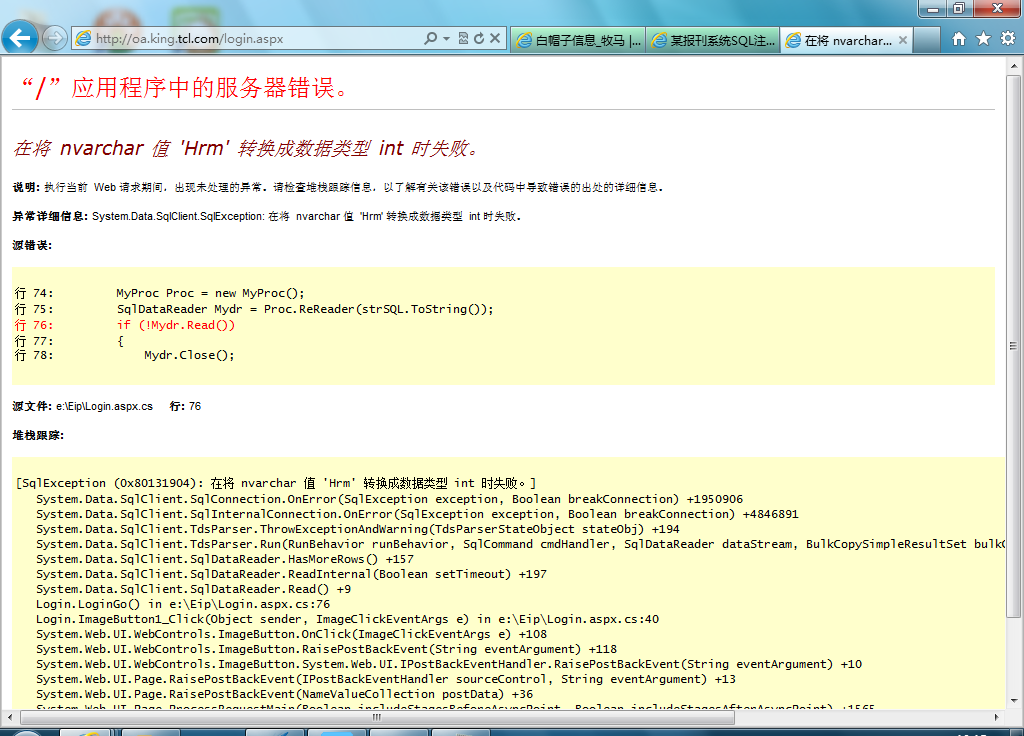 http://oa.king.tcl.com/login.aspx
白帽子信息_牧马 |...
某报刊系统SQL注...
在将 nvarchar...
“/”应用程序中的服务器错误。
在将 nvarchar 值 'Hrm' 转换成数据类型 int 时失败。
说明: 执行当前 Web 请求期间，出现未处理的异常。请检查堆栈跟踪信息，以了解有关该错误以及代码中导致错误的出处的详细信息。
异常详细信息: System.Data.SqlClient.SqlException: 在将 nvarchar 值 'Hrm' 转换成数据类型 int 时失败。
源错误:
行 74: MyProc Proc = new MyProc();
行 75: SqlDataReader Mydr = Proc.ReReader(strSQL.ToString());
行 76: if (!Mydr.Read())
行 77: {
行 78: Mydr.Close();
源文件: e:\Eip\Login.aspx.cs 行: 76
堆栈跟踪:
[SqlException (0x80131904): 在将 nvarchar 值 'Hrm' 转换成数据类型 int 时失败。]
System.Data.SqlClient.SqlConnection.OnError(SqlException exception, Boolean breakConnection) +1950906
System.Data.SqlClient.SqlInternalConnection.OnError(SqlException exception, Boolean breakConnection) +4846891
System.Data.SqlClient.TdsParser.ThrowExceptionAndWarning(TdsParserStateObject stateObj) +194
System.Data.SqlClient.TdsParser.Run(RunBehavior runBehavior, SqlCommand cmdHandler, SqlDataReader dataStream, BulkCopySimpleResultSet bulkC
System.Data.SqlClient.SqlDataReader.HasMoreRows() +157
System.Data.SqlClient.SqlDataReader.ReadInternal(Boolean setTimeout) +197
System.Data.SqlClient.SqlDataReader.Read() +9
Login.LoginGo() in e:\Eip\Login.aspx.cs:76
Login.ImageButton1_Click(Object sender, ImageClickEventArgs e) in e:\Eip\Login.aspx.cs:40
System.Web.UI.WebControls.ImageButton.OnClick(ImageClickEventArgs e) +108
System.Web.UI.WebControls.ImageButton.RaisePostBackEvent(String eventArgument) +118
System.Web.UI.WebControls.ImageButton.System.Web.UI.IPostBackEventHandler.RaisePostBackEvent(String eventArgument) +10
System.Web.UI.Page.RaisePostBackEvent(IPostBackEventHandler sourceControl, String eventArgument) +13
System.Web.UI.Page.RaisePostBackEvent(NameValueCollection postData) +36
System.Web.UI.Page.ProcessRequestMain(Boolean includeStagesBeforeAsyncPoint, Boolean includeStagesAfterAsyncPoint) +1565